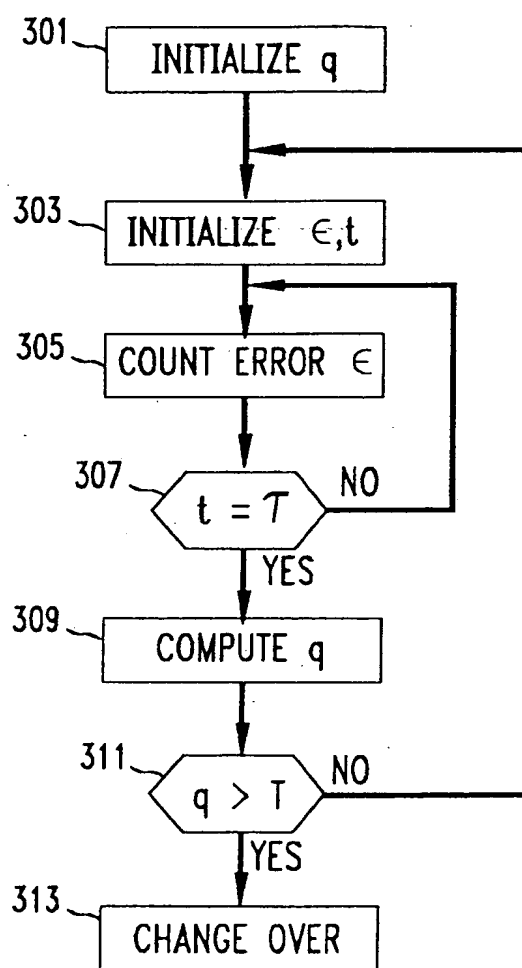 301
INITIALIZE q
303
INITIALIZE ∈,t
305
COUNT ERROR ∈
307
t = τ
NO
YES
309
COMPUTE q
311
q > T
NO
YES
313
CHANGE OVER